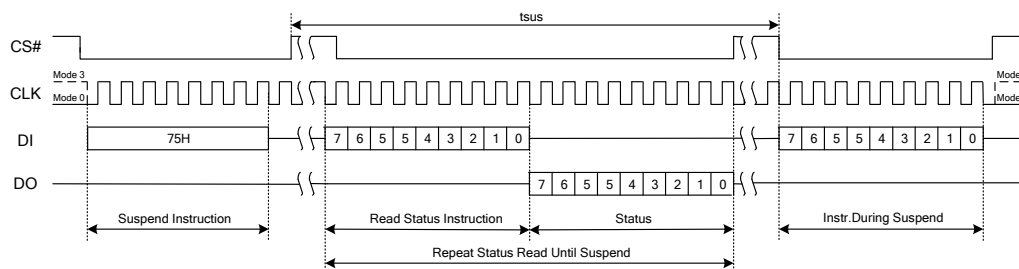 tsus
CS#
Mode 3
CLK
Mode 0
Mode
Mode
DI
75H
7 6 5 5 4 3 2 1 0
7 6 5 5 4 3 2 1 0
DO
7 6 5 5 4 3 2 1 0
Suspend Instruction
Read Status Instruction
Status
Instr.During Suspend
Repeat Status Read Until Suspend